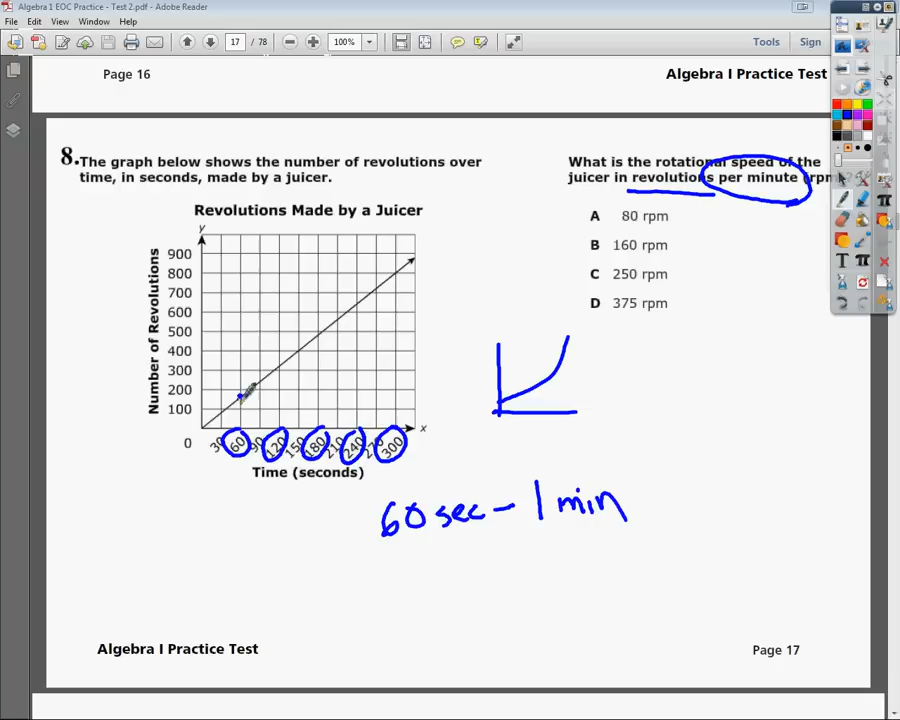 Algebra 1 EOC Practice - Test 2.pdf - Adobe Reader
File Edit View Window Help
17 / 78 100% Tools Sign
Page 16 Algebra I Practice Test
8. The graph below shows the number of revolutions over
time, in seconds, made by a juicer.
Revolutions Made by a Juicer
y
Number of Revolutions
900
800
700
600
500
400
300
200
100
0
30 60 90 120 150 180 210 240 270 300
x
Time (seconds)
What is the rotational speed of the
juicer in revolutions per minute (rpm
A 80 rpm
B 160 rpm
C 250 rpm
D 375 rpm
60 sec - 1 min
Algebra I Practice Test Page 17